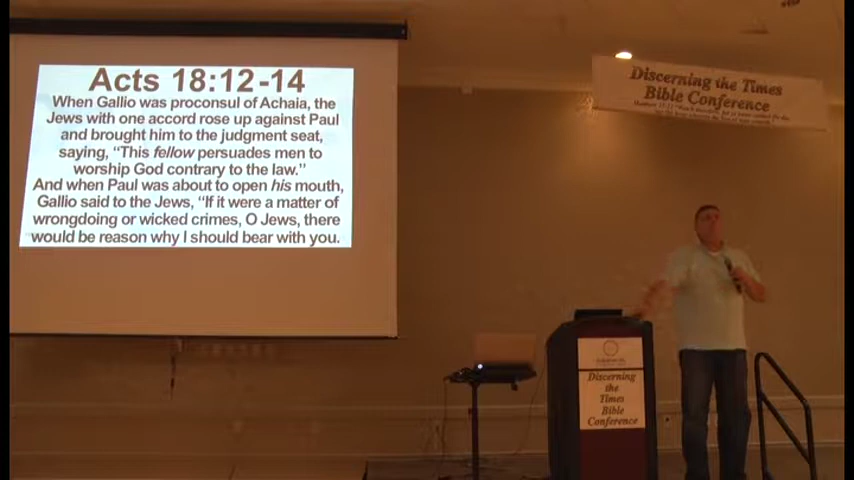 Acts 18:12-14
When Gallio was proconsul of Achaia, the
Jews with one accord rose up against Paul
and brought him to the judgment seat,
saying, “This fellow persuades men to
worship God contrary to the law.”
And when Paul was about to open his mouth,
Gallio said to the Jews, “If it were a matter of
wrongdoing or wicked crimes, O Jews, there
would be reason why I should bear with you.
Discerning the Times
Bible Conference
Discerning
the
Times
Bible
Conference